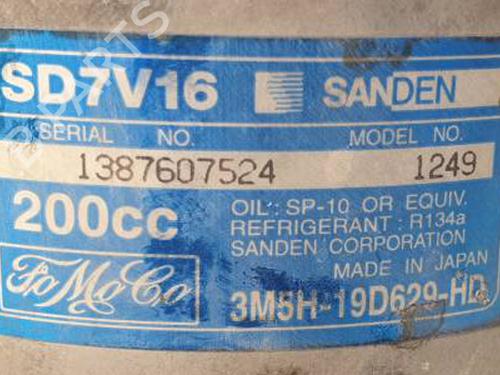 SD7V16 SANDEN
SERIAL NO. MODEL NO.
1387607524 1249
200cc OIL: SP-10 OR EQUIV.
REFRIGERANT: R134a
SANDEN CORPORATION
MADE IN JAPAN
FoMoCo 3M5H-19D629-HD